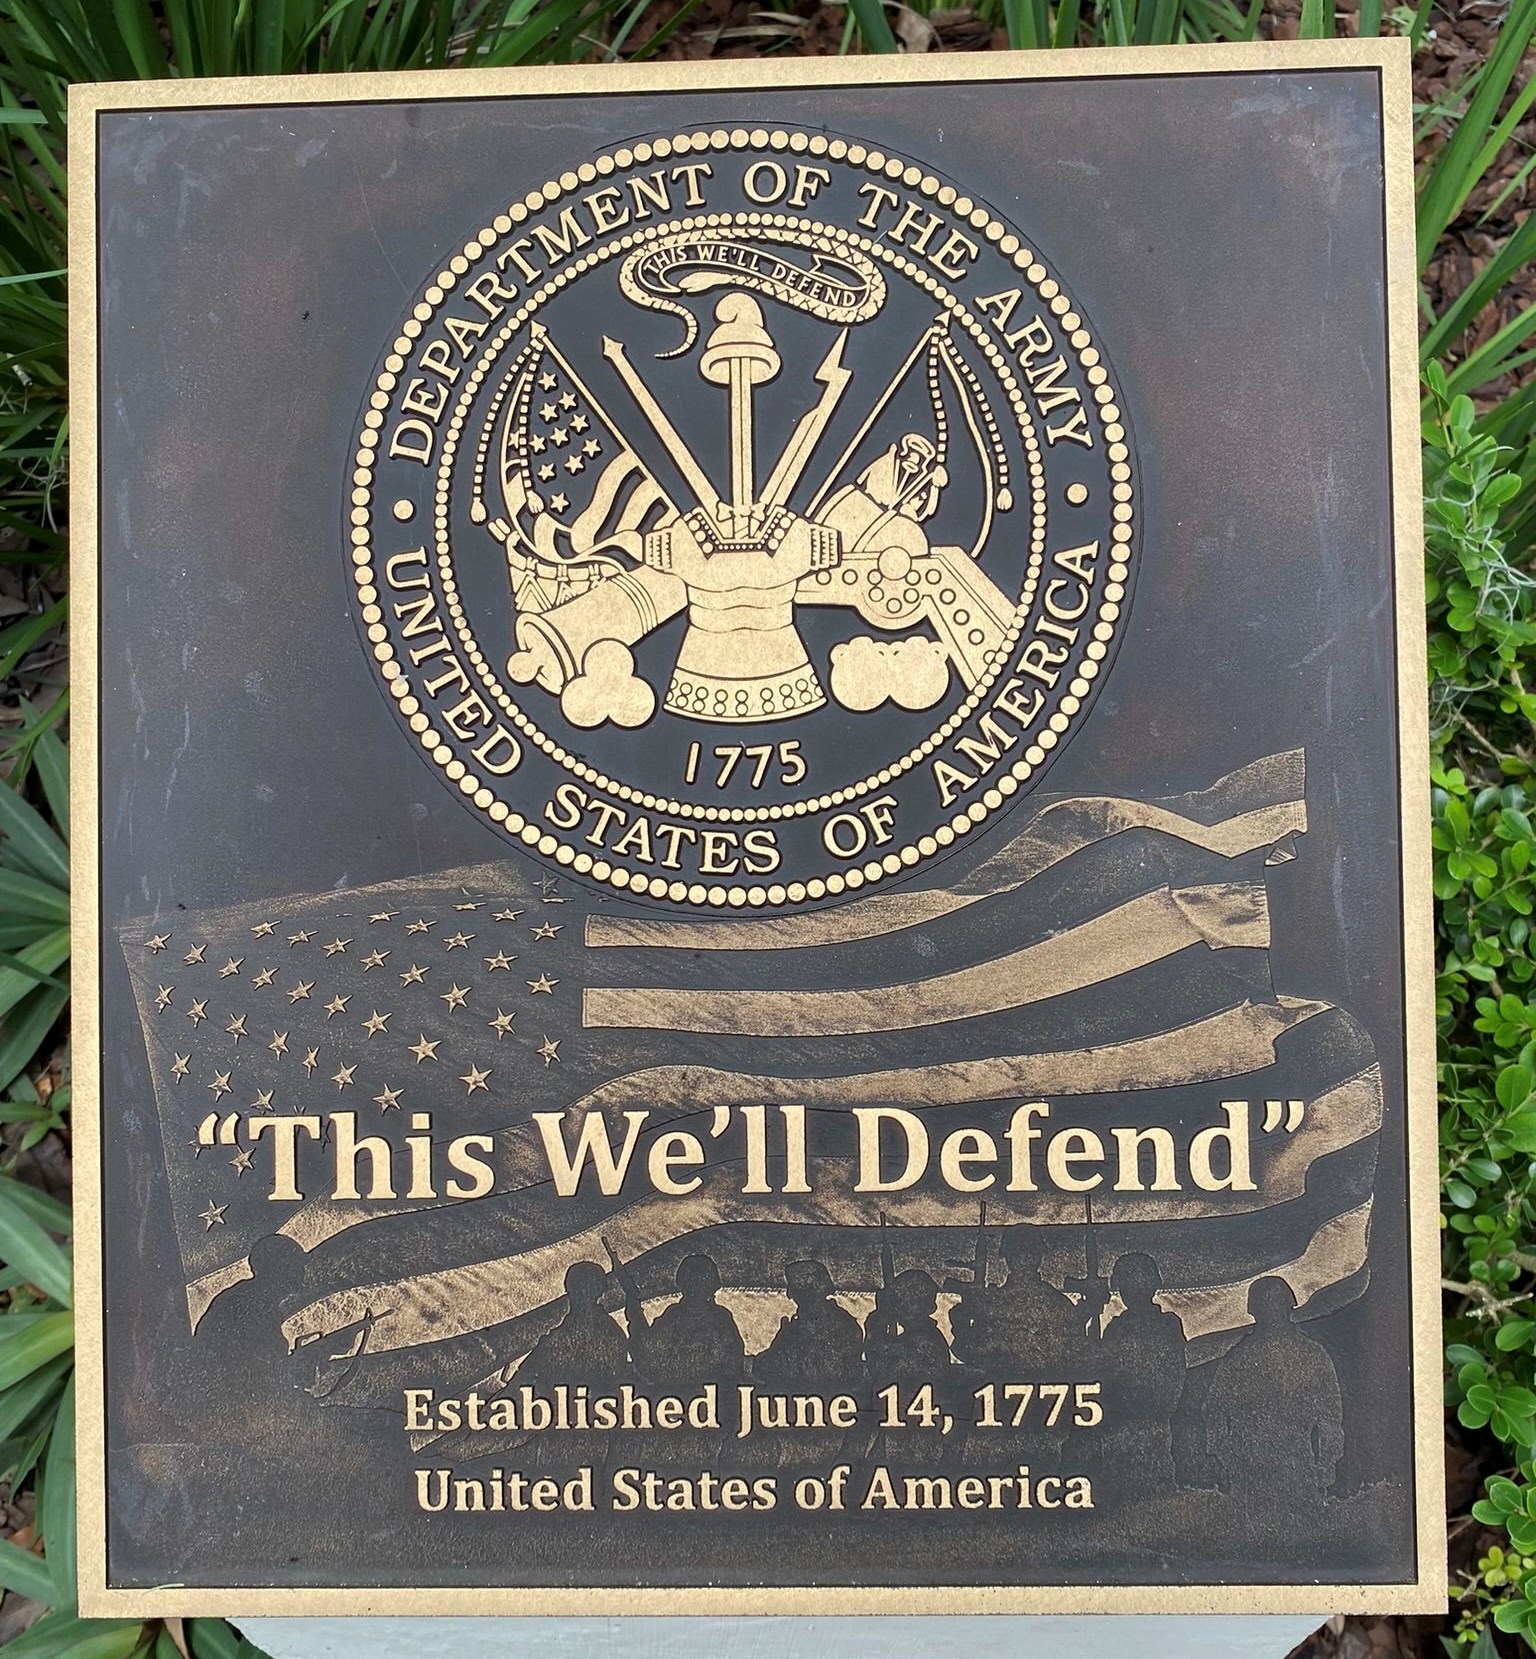 DEPARTMENT OF THE ARMY
THIS WE'LL DEFEND
1775
UNITED STATES OF AMERICA
“This We’ll Defend”
Established June 14, 1775
United States of America